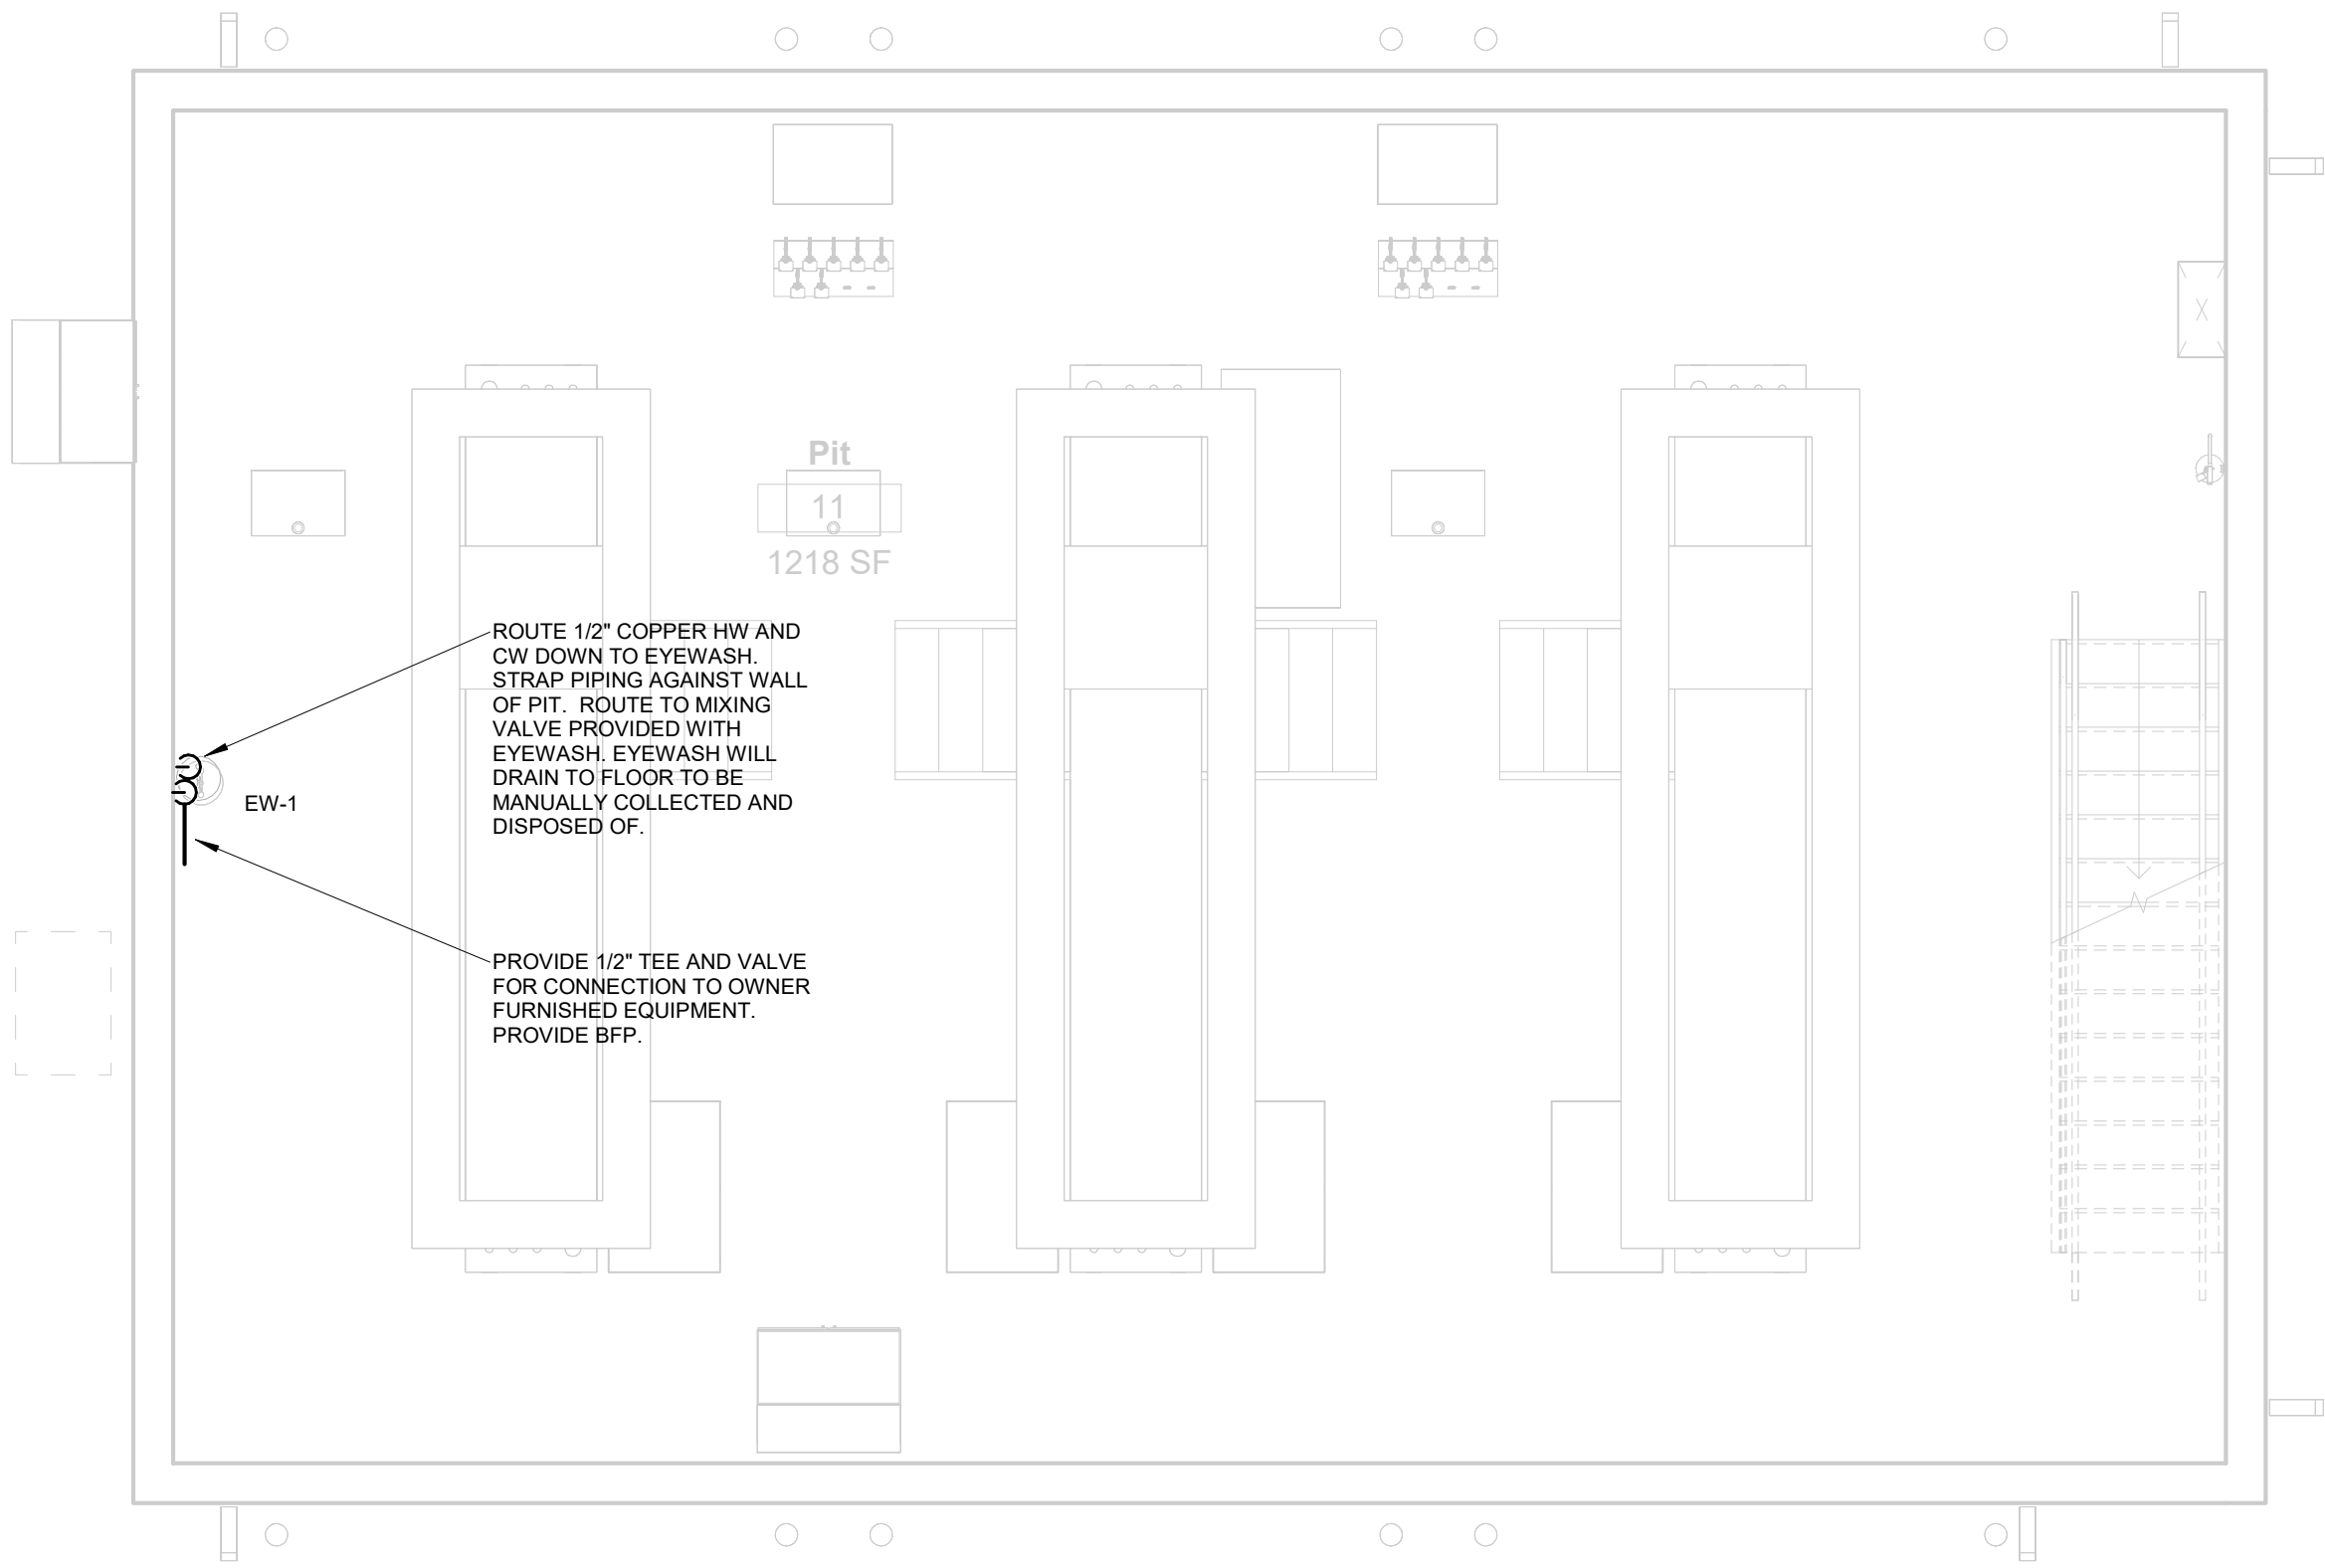 Pit
11
1218 SF
ROUTE 1/2" COPPER HW AND
CW DOWN TO EYEWASH.
STRAP PIPING AGAINST WALL
OF PIT.  ROUTE TO MIXING
VALVE PROVIDED WITH
EYEWASH. EYEWASH WILL
DRAIN TO FLOOR TO BE
MANUALLY COLLECTED AND
DISPOSED OF.
EW-1
PROVIDE 1/2" TEE AND VALVE
FOR CONNECTION TO OWNER
FURNISHED EQUIPMENT.
PROVIDE BFP.